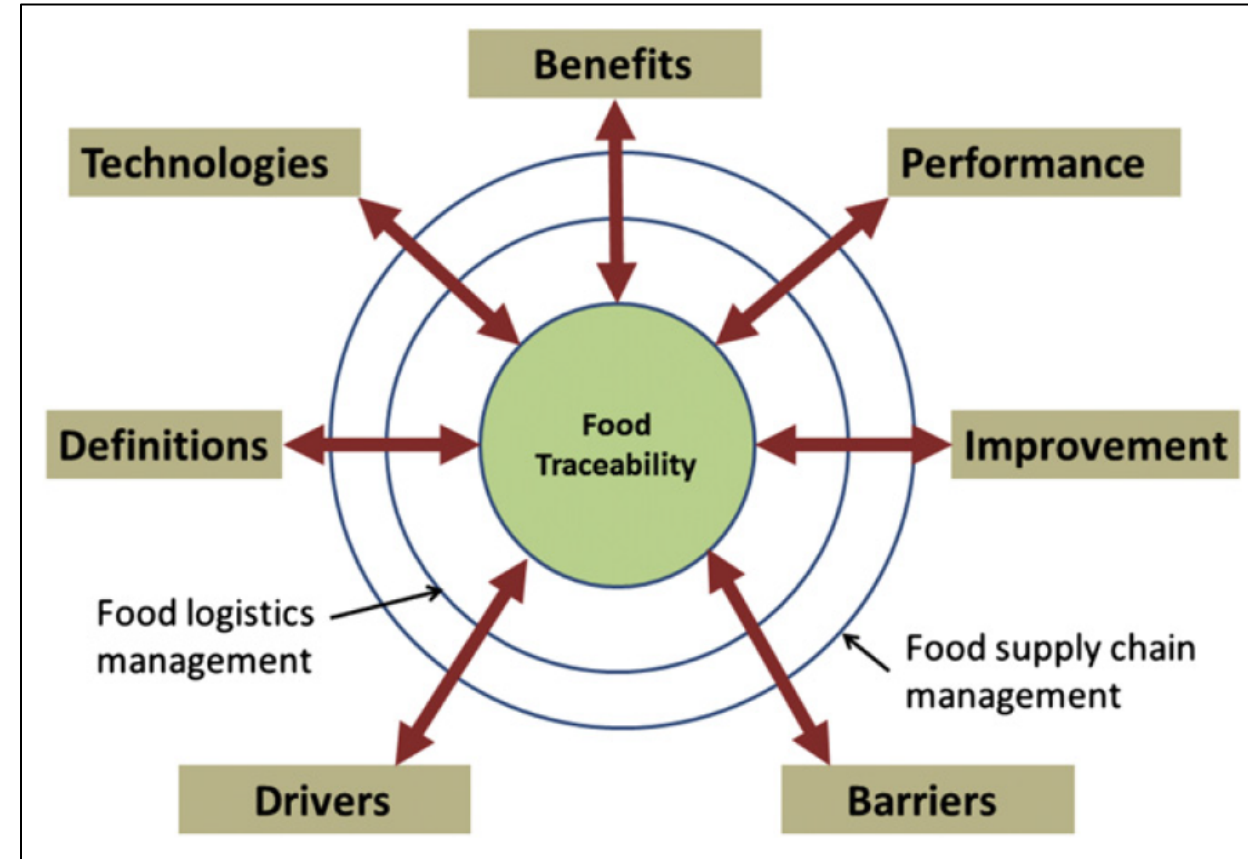 Benefits
Technologies
Performance
Definitions
Food
Traceability
Improvement
Food logistics
management
Food supply chain
management
Drivers
Barriers